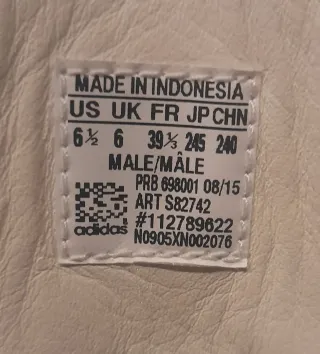 MADE IN INDONESIA
US UK FR JP CHN
6½ 6 39⅓ 245 240
MALE/MÂLE
PRB 698001 08/15
ART S82742
#112789622
adidas N0905XN002076